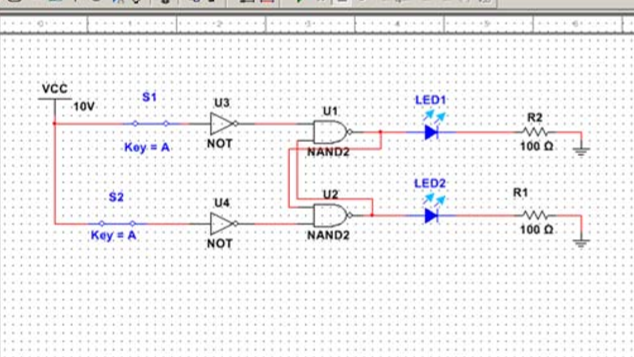 VCC
10V
S1
Key = A
U3
NOT
U1
NAND2
LED1
R2
100 Ω
S2
Key = A
U4
NOT
U2
NAND2
LED2
R1
100 Ω